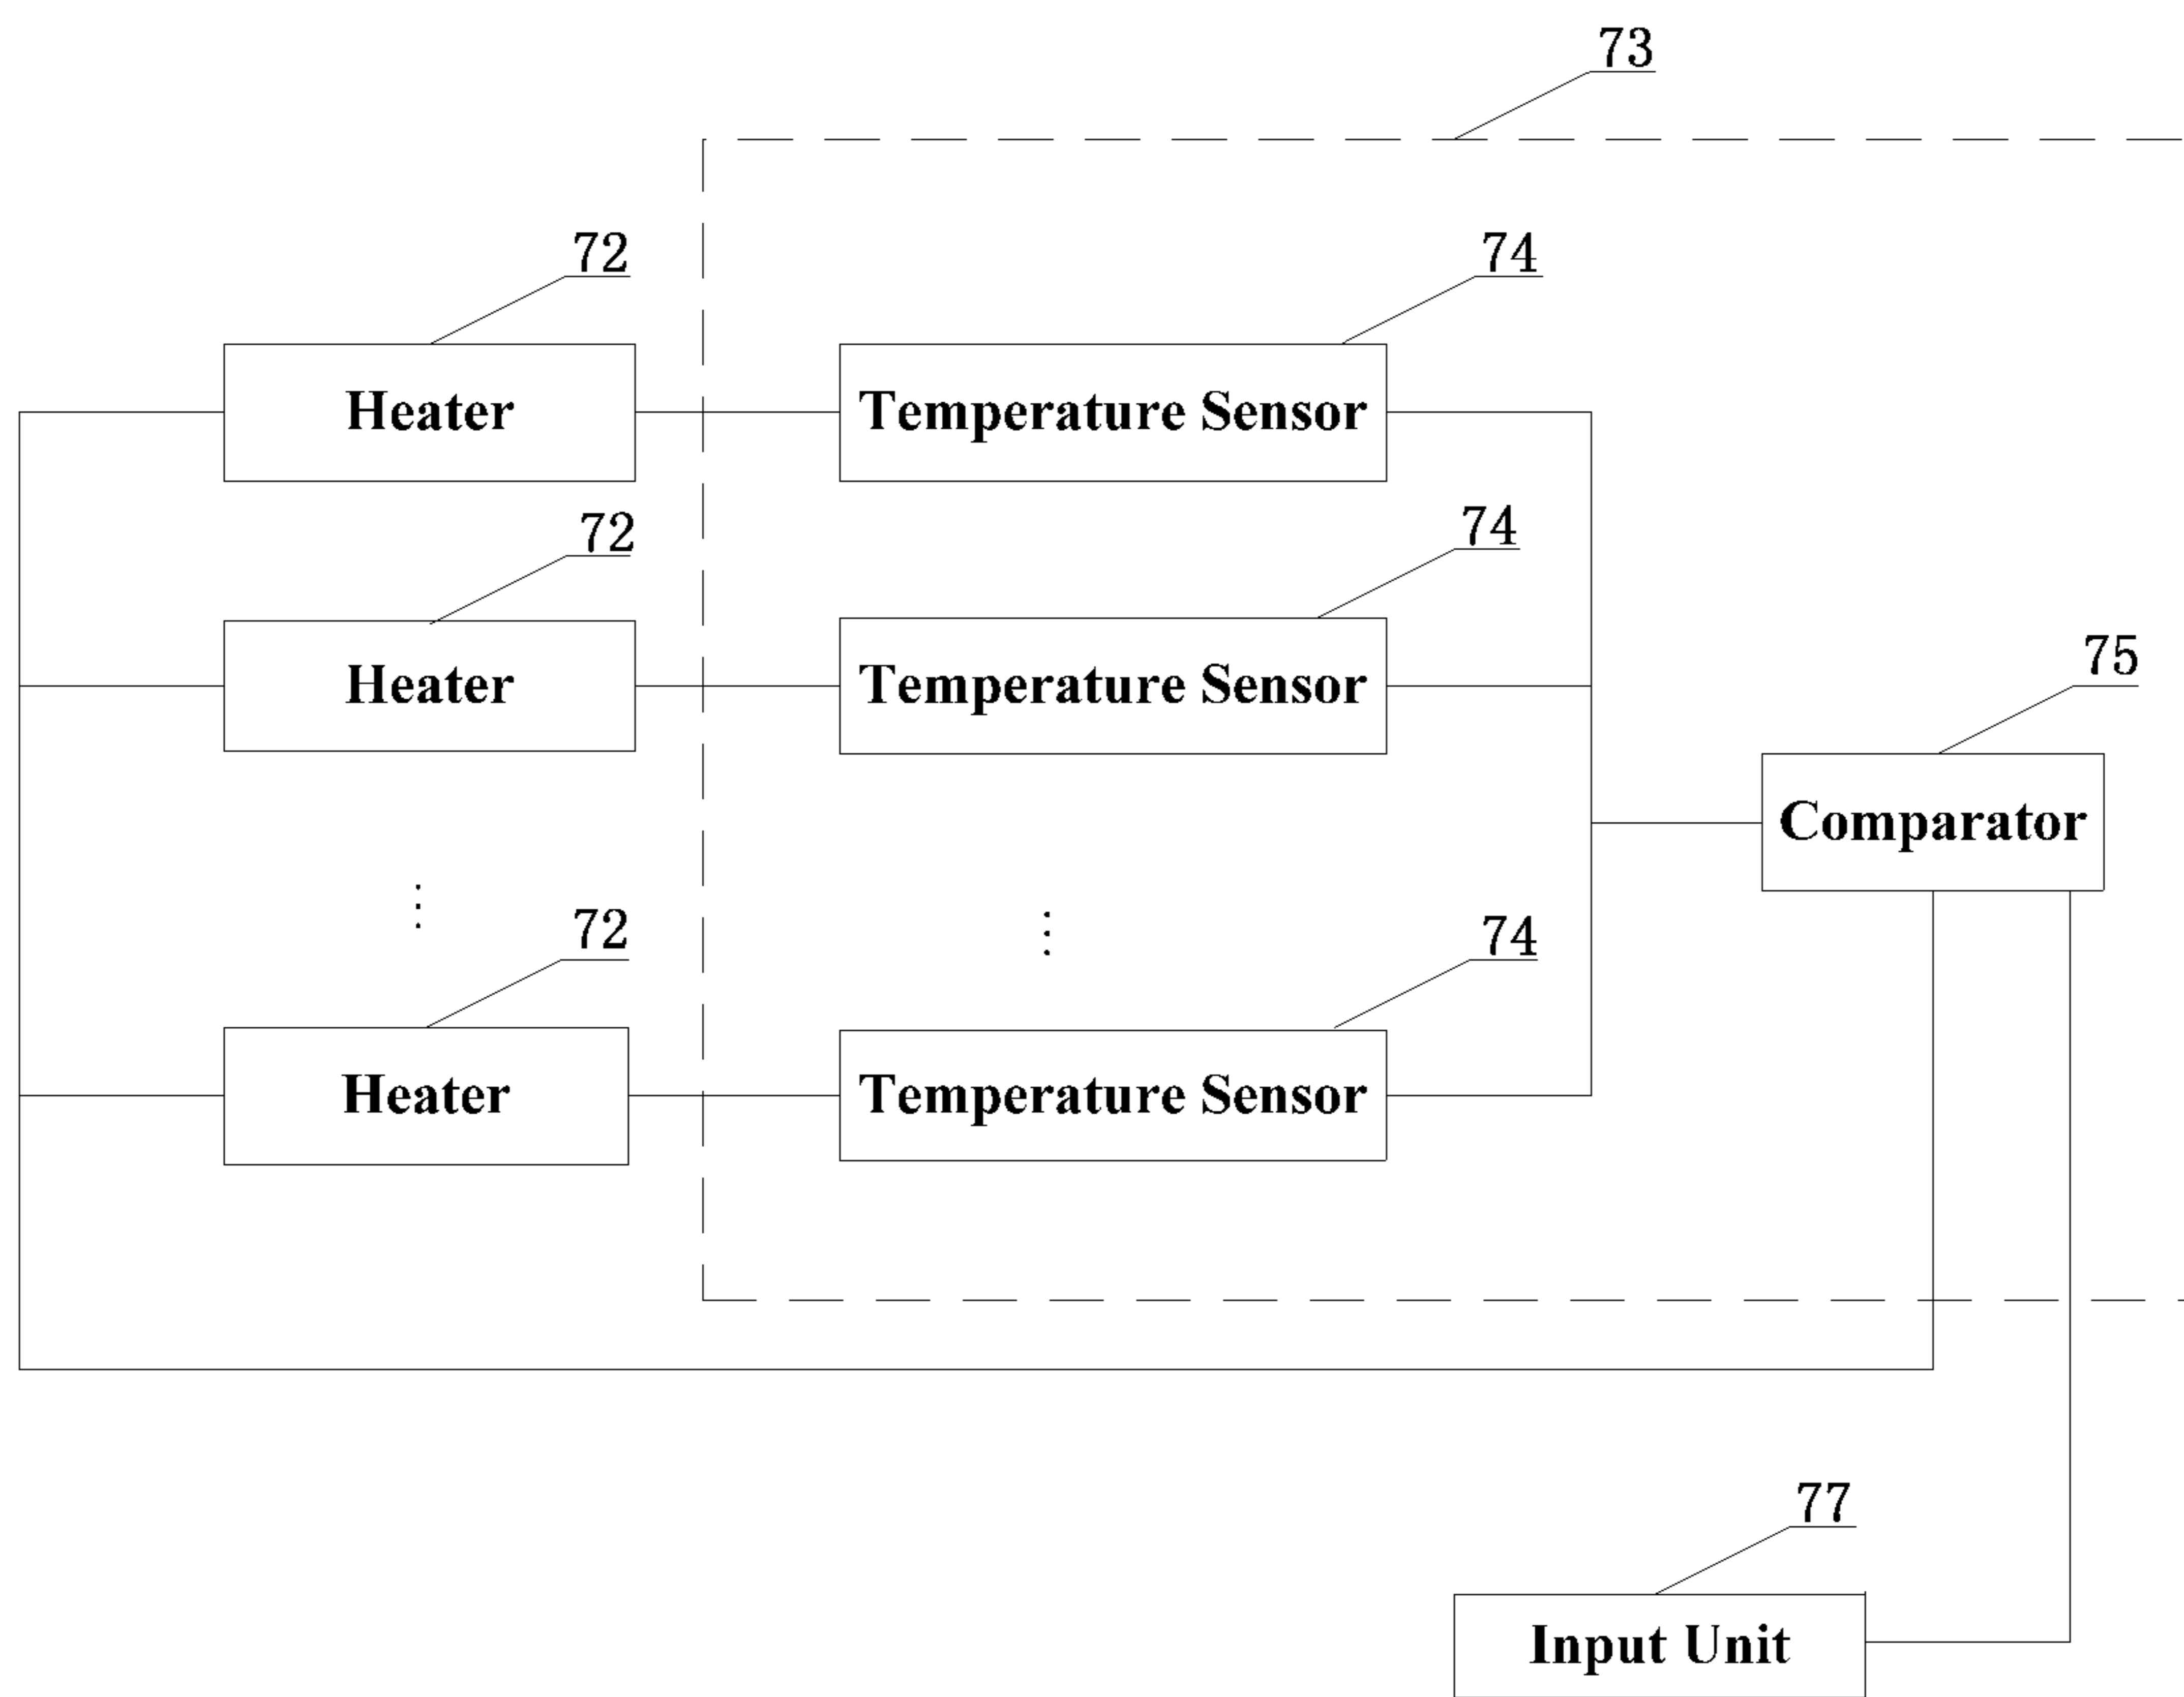 73
72
74
Heater
Temperature Sensor
72
74
Heater
Temperature Sensor
75
Comparator
⋮
⋮
72
74
Heater
Temperature Sensor
77
Input Unit